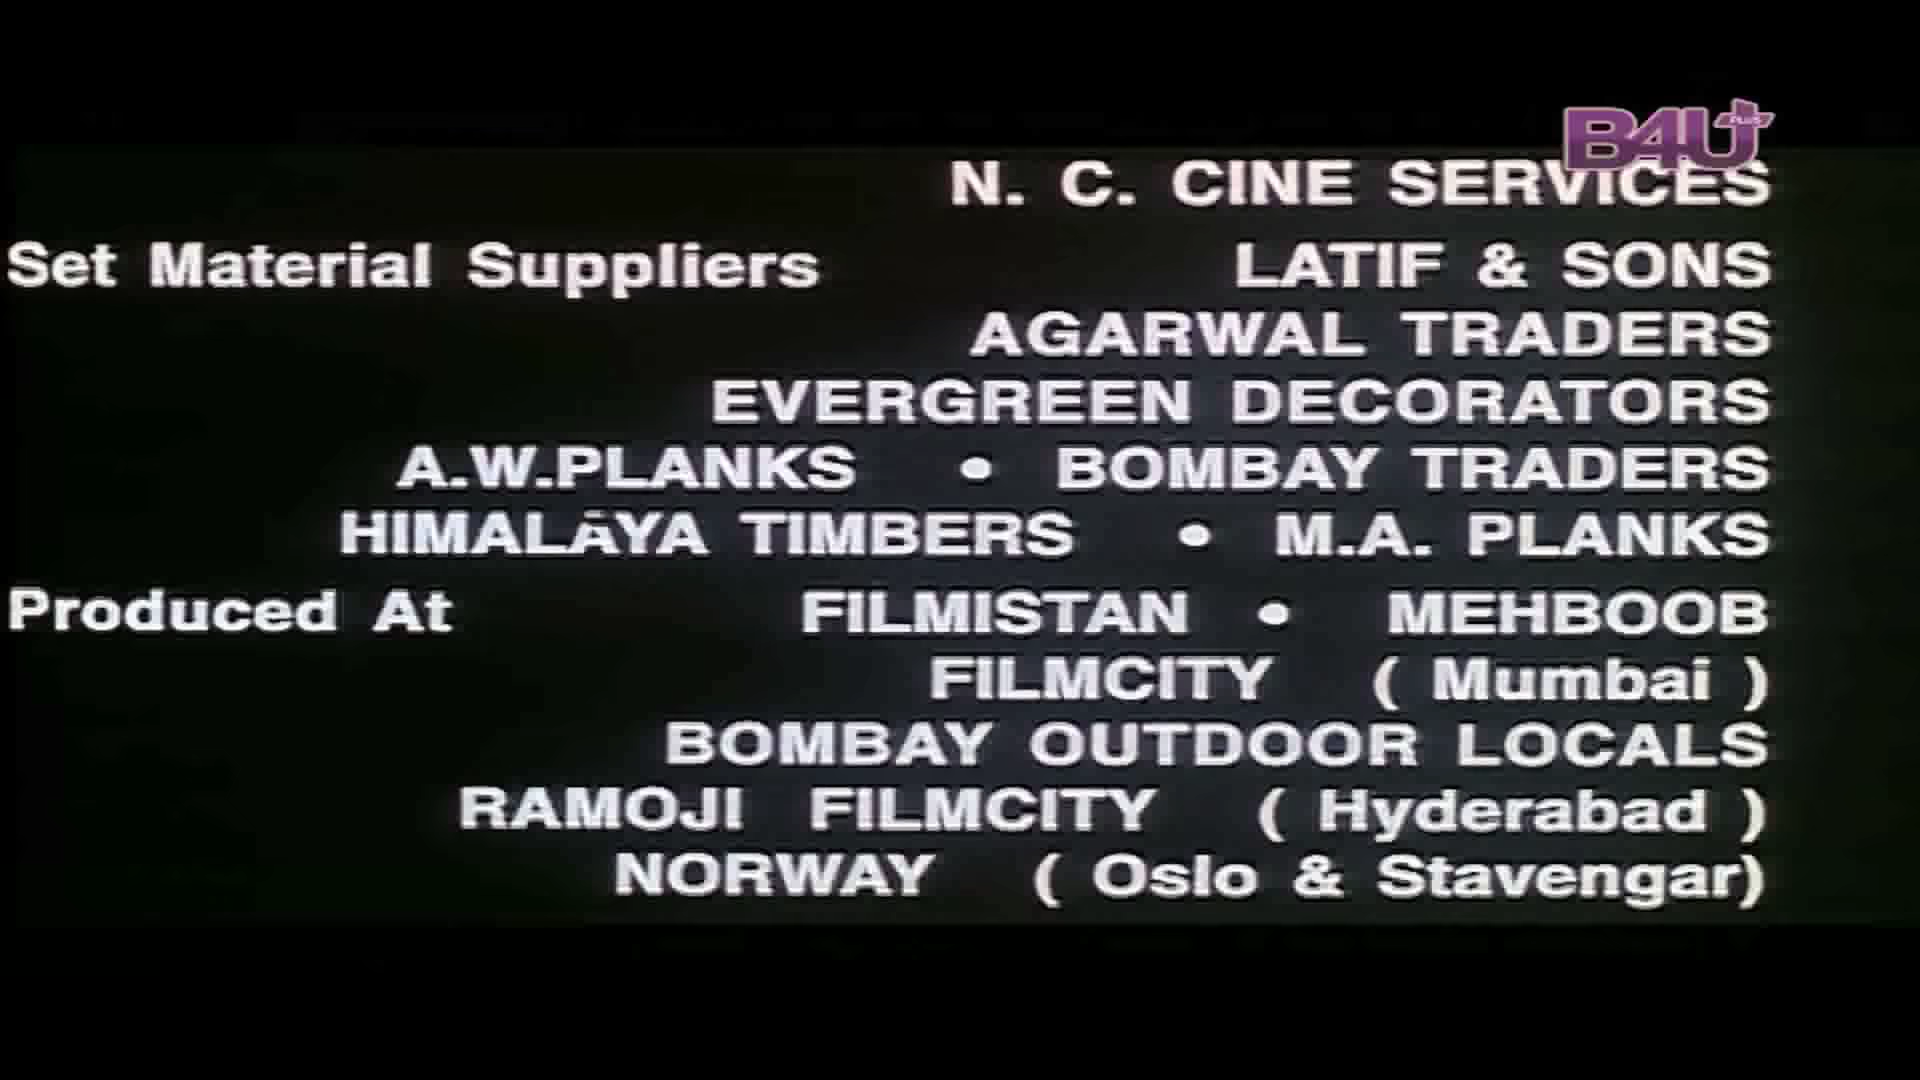 B4U PLUS
N. C. CINE SERVICES
Set Material Suppliers LATIF & SONS
AGARWAL TRADERS
EVERGREEN DECORATORS
A.W.PLANKS • BOMBAY TRADERS
HIMALAYA TIMBERS • M.A. PLANKS
Produced At FILMISTAN • MEHBOOB
FILMCITY ( Mumbai )
BOMBAY OUTDOOR LOCALS
RAMOJI FILMCITY ( Hyderabad )
NORWAY ( Oslo & Stavengar)